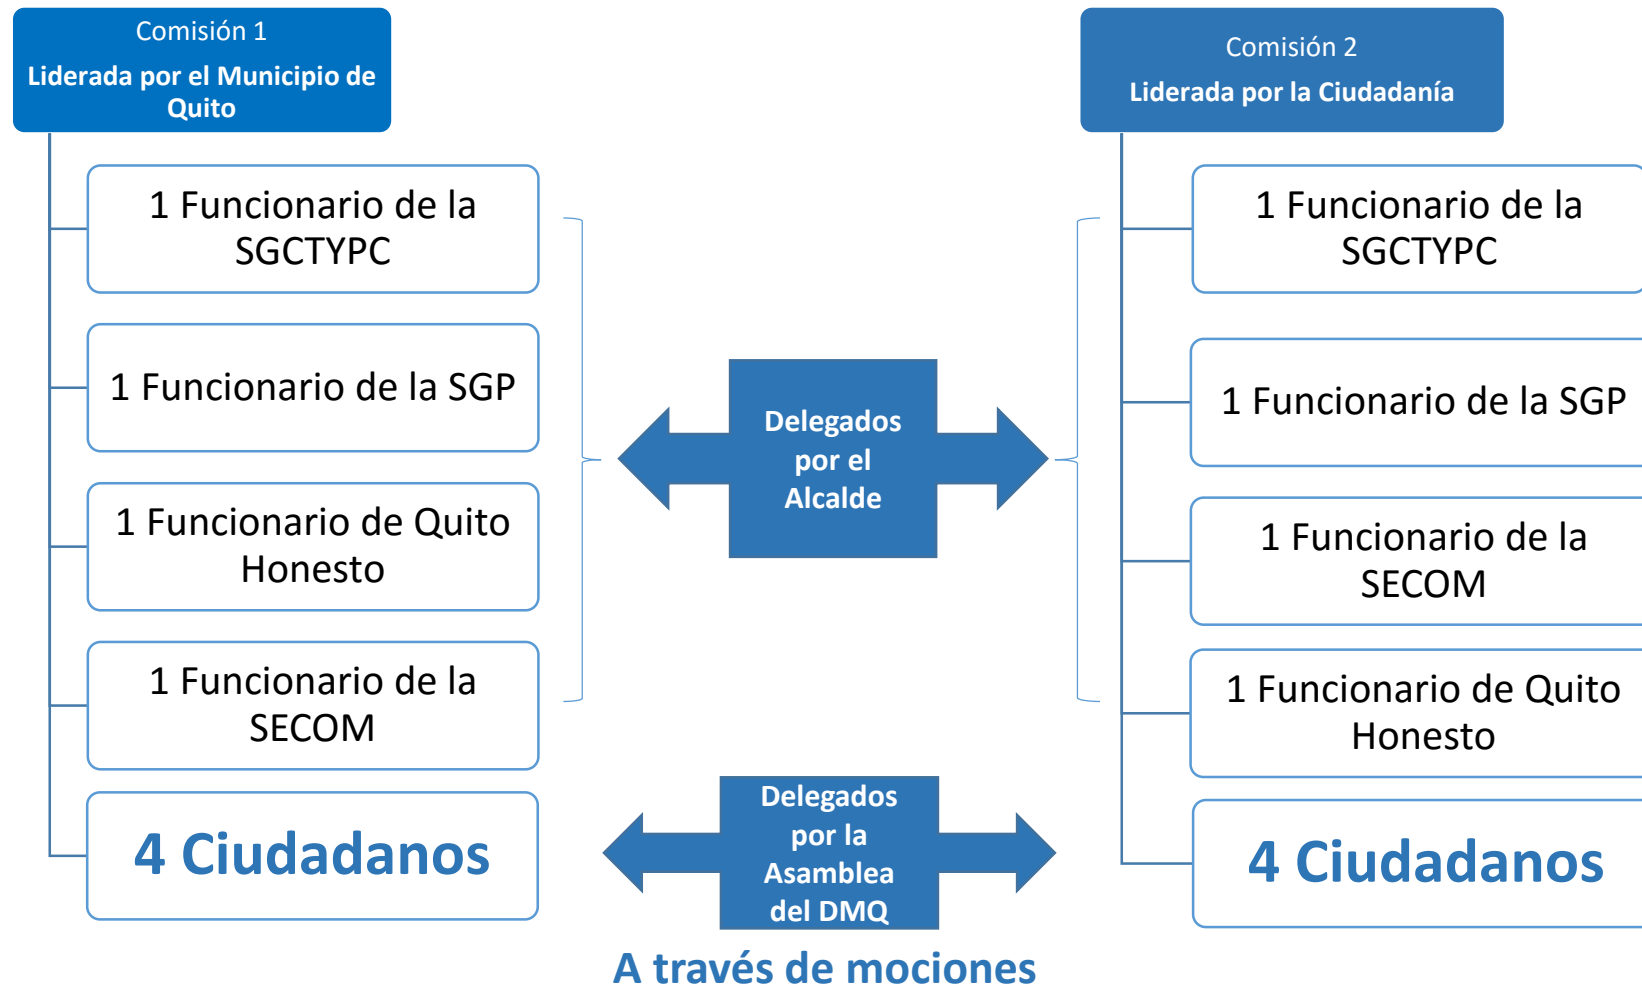 Comisión 1
Liderada por el Municipio de
Quito
1 Funcionario de la
SGCTYPC
1 Funcionario de la SGP
1 Funcionario de Quito
Honesto
1 Funcionario de la
SECOM
4 Ciudadanos
Delegados
por el
Alcalde
Delegados
por la
Asamblea
del DMQ
A través de mociones
Comisión 2
Liderada por la Ciudadanía
1 Funcionario de la
SGCTYPC
1 Funcionario de la SGP
1 Funcionario de la
SECOM
1 Funcionario de Quito
Honesto
4 Ciudadanos